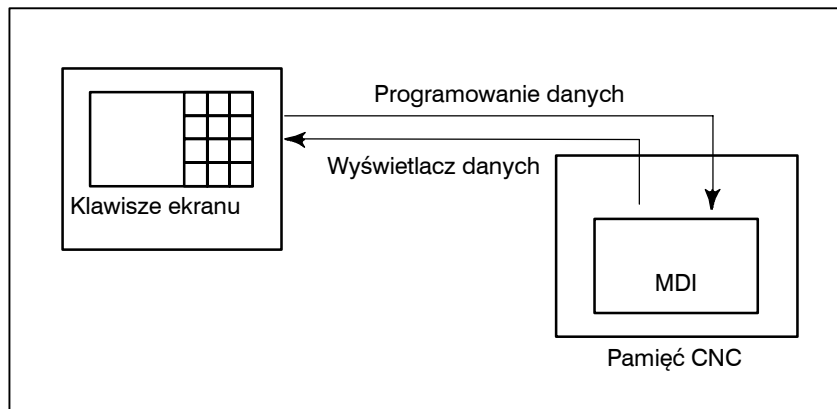 Programowanie danych
Wyświetlacz danych
Klawisze ekranu
MDI
Pamięć CNC